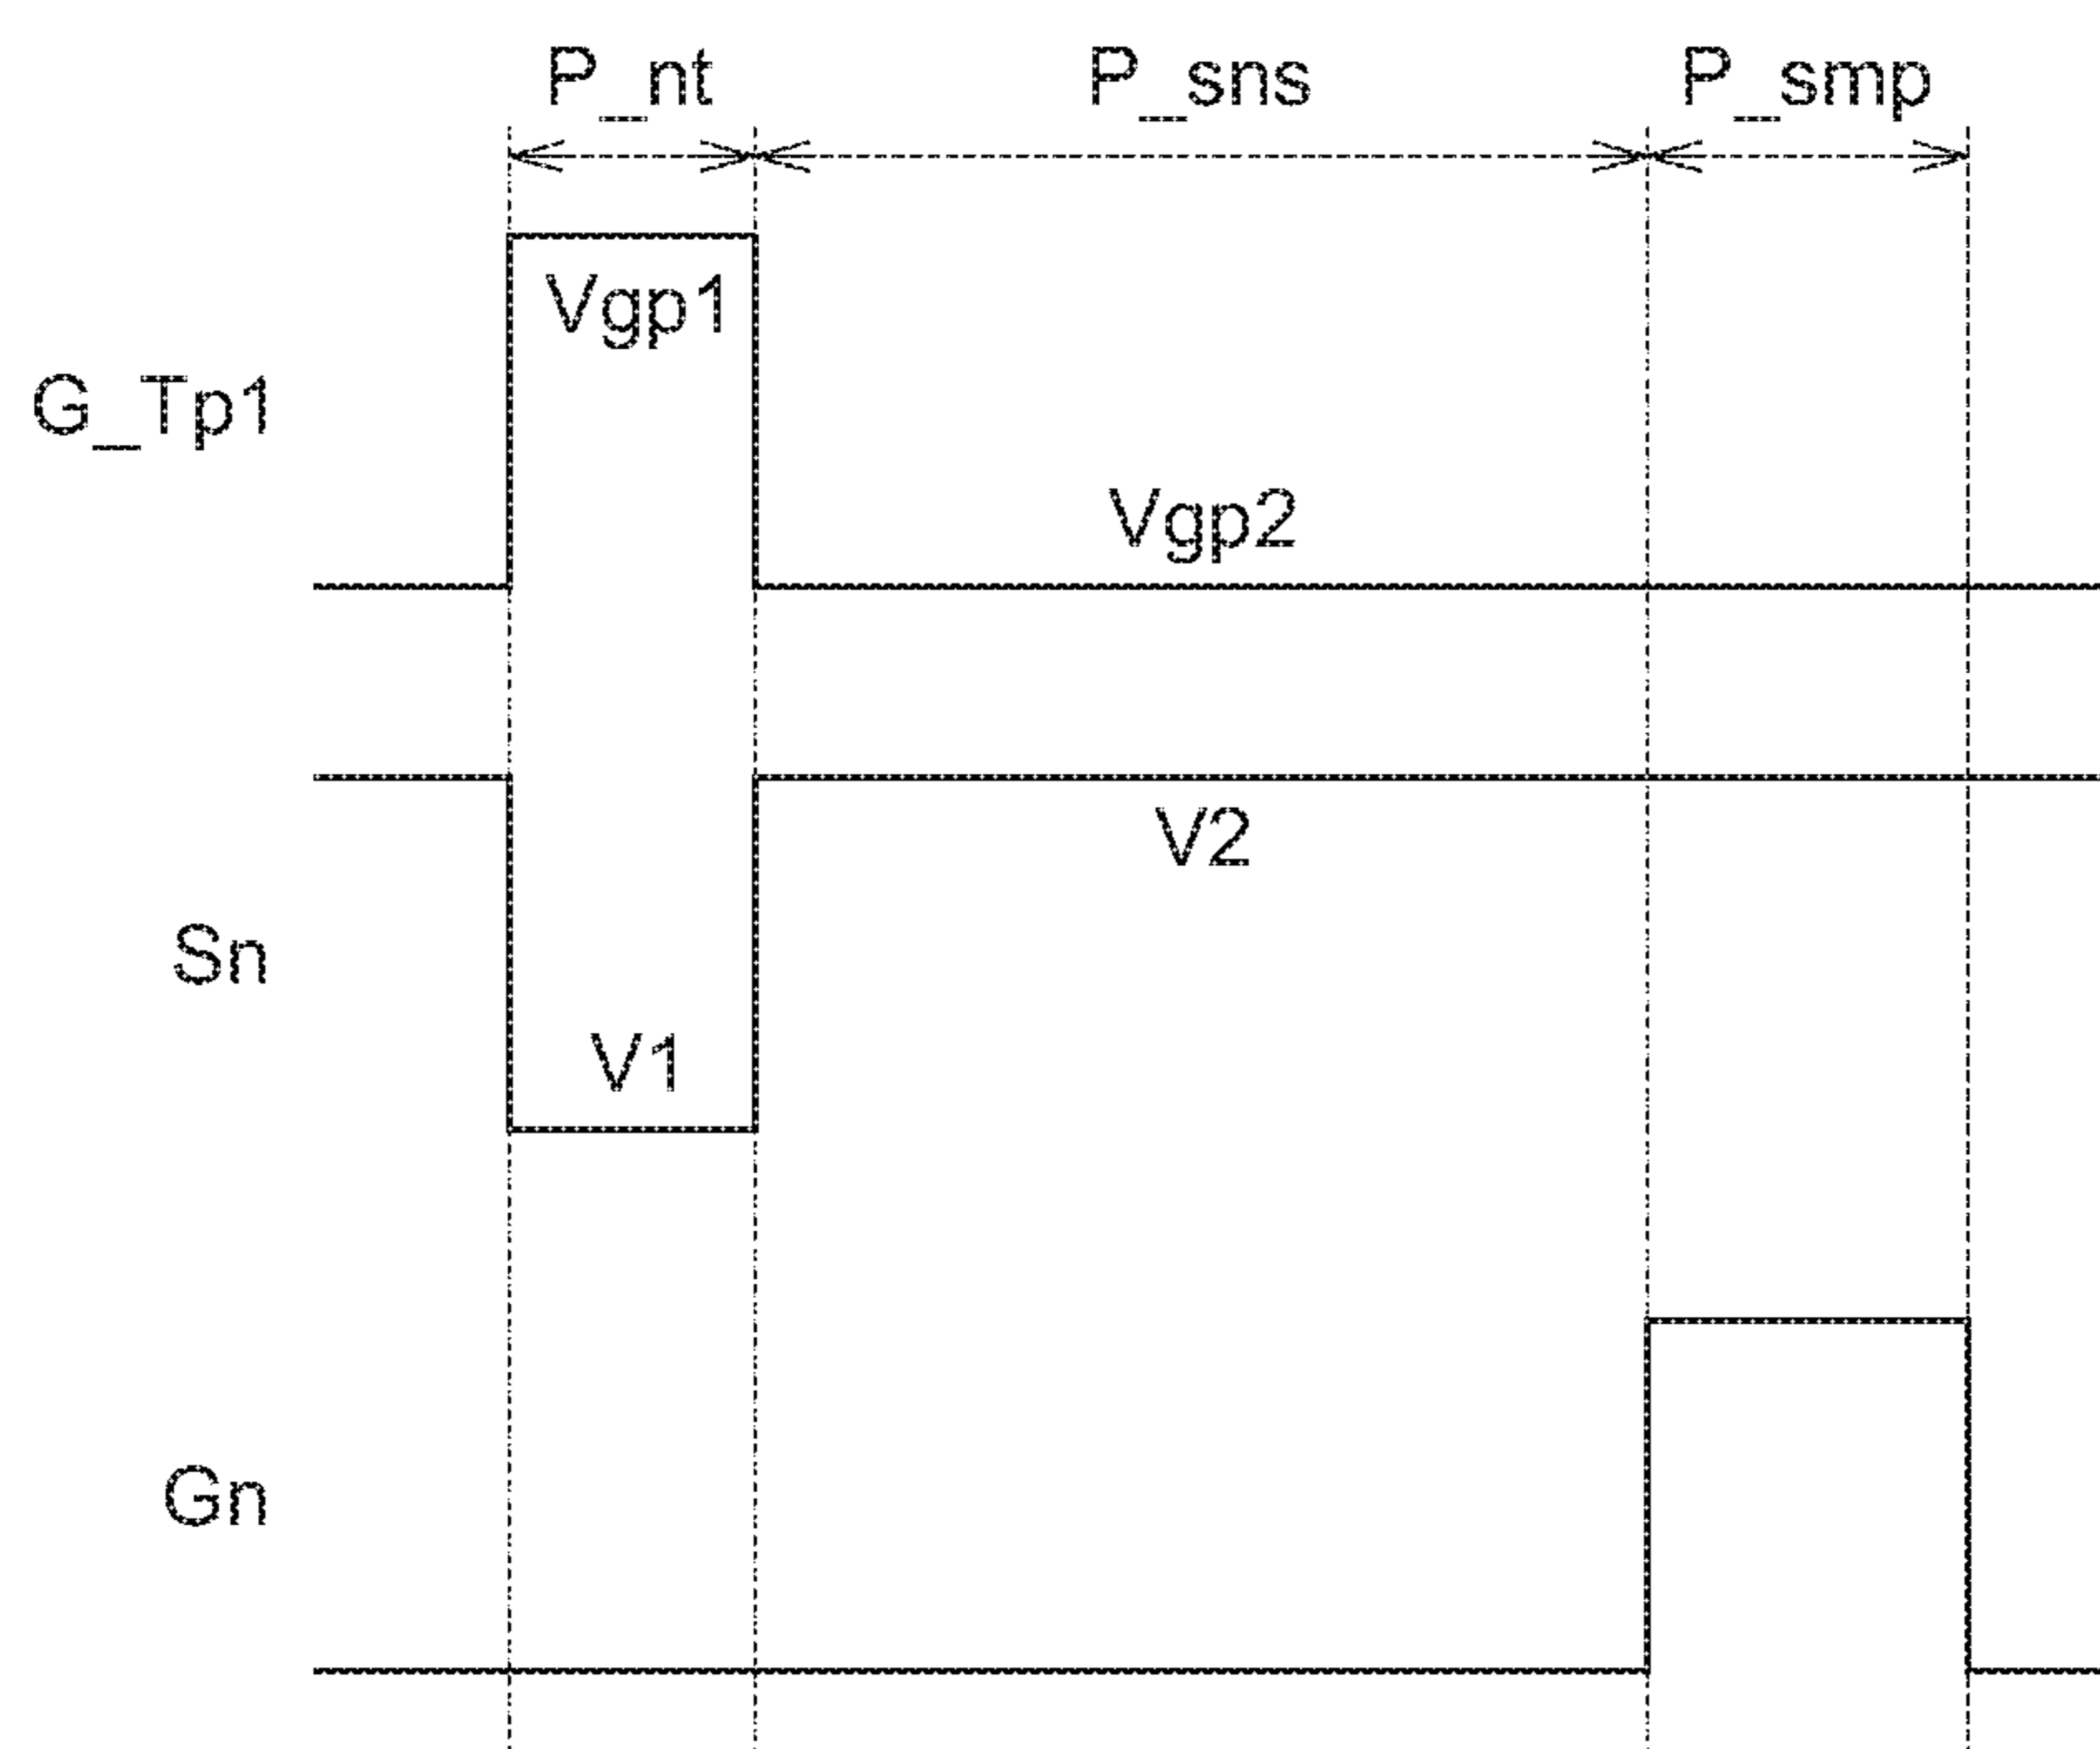 P_nt P_sns P_smp
Vgp1
G_Tp1
Vgp2
V2
Sn
V1
Gn